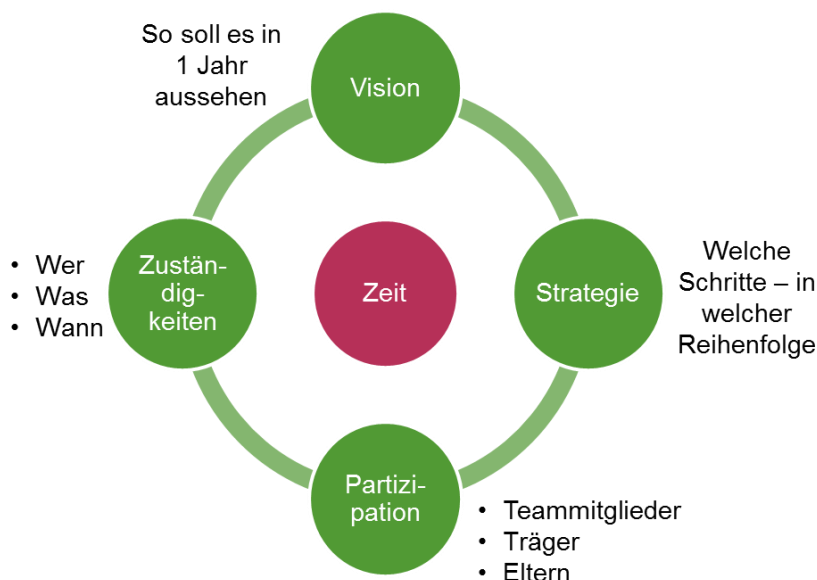 So soll es in
1 Jahr
aussehen
Vision
• Wer
• Was
• Wann
Zustän-
dig-
keiten
Zeit
Strategie
Welche
Schritte – in
welcher
Reihenfolge
Partizi-
pation
• Teammitglieder
• Träger
• Eltern